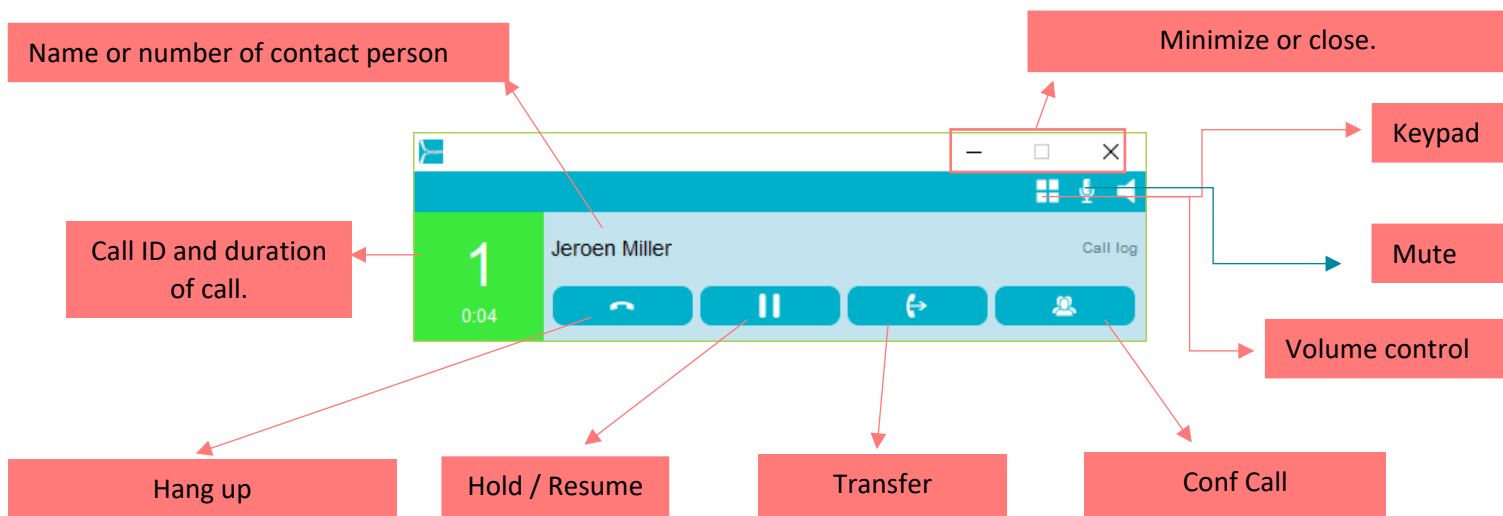 Name or number of contact person
Minimize or close.
Keypad
Call ID and duration
of call.
1
0:04
Jeroen Miller
Call log
Mute
Volume control
Hang up
Hold / Resume
Transfer
Conf Call